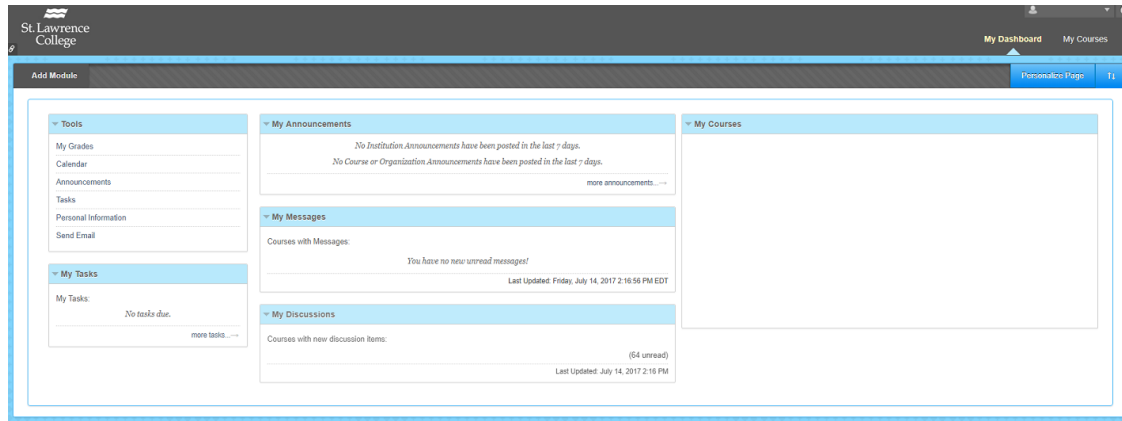 St. Lawrence
College
My Dashboard
My Courses
Add Module
Personalize Page
Tools
My Grades
Calendar
Announcements
Tasks
Personal Information
Send Email
My Tasks
My Tasks:
No tasks due.
more tasks...→
My Announcements
No Institution Announcements have been posted in the last 7 days.
No Course or Organization Announcements have been posted in the last 7 days.
more announcements...→
My Messages
Courses with Messages:
You have no new unread messages!
Last Updated: Friday, July 14, 2017 2:16:56 PM EDT
My Discussions
Courses with new discussion items:
(64 unread)
Last Updated: July 14, 2017 2:16 PM
My Courses